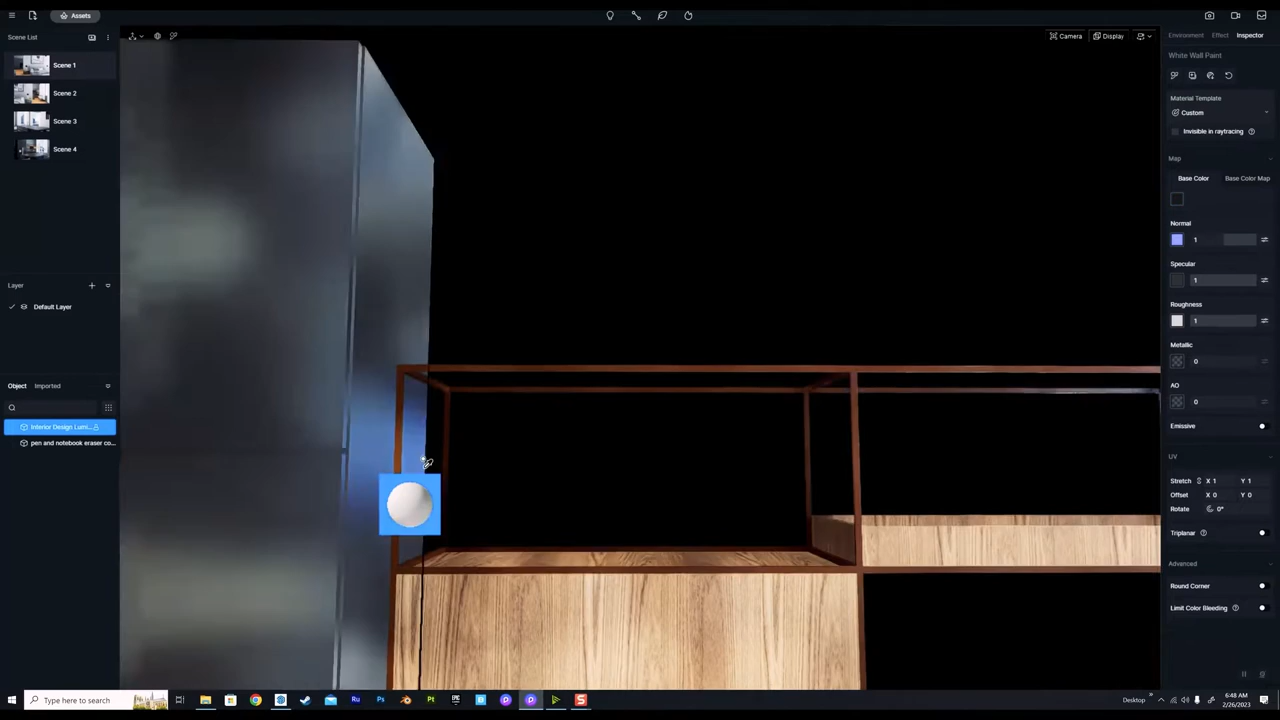 Assets
Scene List
Scene 1
Scene 2
Scene 3
Scene 4
Layer
Default Layer
Object Imported
Interior Design Lumi...
pen and notebook eraser co...
Camera Display
Environment Effect Inspector
White Wall Paint
Material Template
Custom
Invisible in raytracing
Map
Base Color Base Color Map
Normal
1
Specular
1
Roughness
1
Metallic
0
AO
0
Emissive
UV
Stretch X 1 Y 1
Offset X 0 Y 0
Rotate 0°
Triplanar
Advanced
Round Corner
Limit Color Bleeding
Type here to search
Ru Ps Pt EPIC
Desktop
6:48 AM
2/26/2023